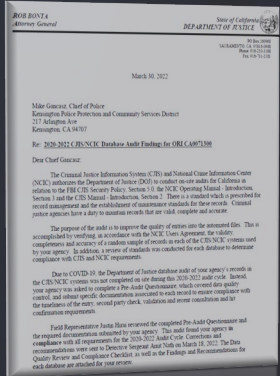 ROB BONTA
Attorney General
State of California
DEPARTMENT OF JUSTICE
March 30, 2022
Mike Gancasz, Chief of Police
Kensington Police Protection and Community Services District
217 Arlington Ave
Kensington, CA 94707
Re: 2020-2022 CJIS/NCIC Database Audit Findings for ORI CA0071300
Dear Chief Gancasz:
The Criminal Justice Information System (CJIS) and National Crime Information Center
(NCIC) authorizes the Department of Justice (DOJ) to conduct on-site audits for California in
relation to the FBI CJIS Security Policy, Section 5.0, the NCIC Operating Manual - Introduction,
Section 3 and the CJIS Manual - Introduction, Section 2. There is a standard which is prescribed for
record management and the establishment of maintenance standards for these records. Criminal
justice agencies have a duty to maintain records that are valid, complete and accurate.
The purpose of the audit is to improve the quality of entries into the automated files. This is
accomplished by verifying, in accordance with the NCIC Users Agreement, the validity,
completeness and accuracy of a random sample of records in each of the CJIS/NCIC systems used
by your agency. In addition, a review of standards was conducted for each database to determine
compliance with CJIS and NCIC requirements.
Due to COVID-19, the Department of Justice database audit of your agency's records in
the CJIS/NCIC systems was not completed on site during this 2020-2022 audit cycle. Instead,
your agency was asked to complete a Pre-Audit Questionnaire, which covered data quality
control, and submit specific documentation associated to each record to ensure compliance with
the timeliness of the entry, second party check, validation and recent consultation and hit
confirmation requirements.
Field Representative Justin Hara reviewed the completed Pre-Audit Questionnaire and
the required documentation submitted by your agency. This audit found your agency in
compliance with all requirements for the 2020-2022 Audit Cycle. Corrections and
recommendations were sent to Detective Sergeant Amit Nath on March 18, 2022. The Data
Quality Review and Compliance Checklist, as well as the Findings and Recommendations for
each database are attached for your review.